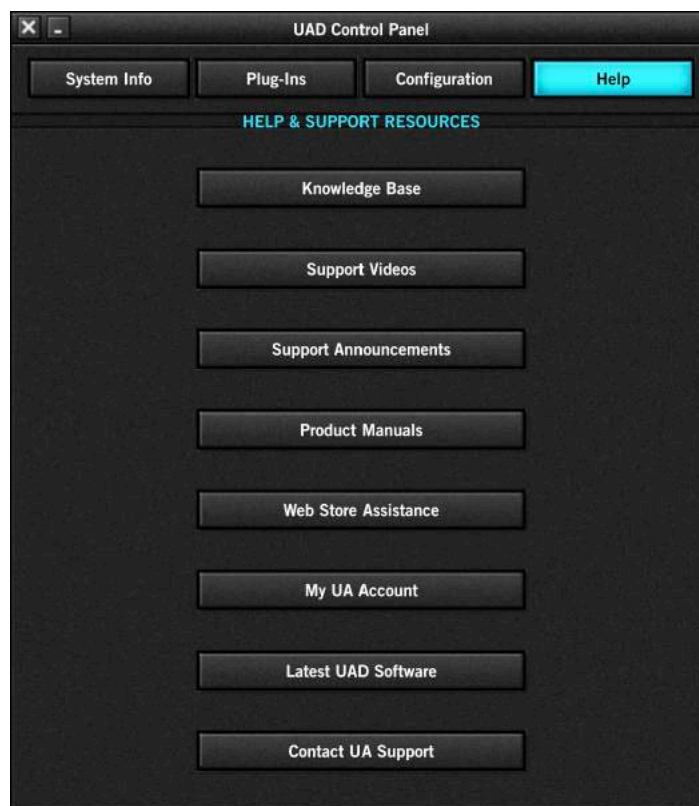 UAD Control Panel
System Info Plug-Ins Configuration Help
HELP & SUPPORT RESOURCES
Knowledge Base
Support Videos
Support Announcements
Product Manuals
Web Store Assistance
My UA Account
Latest UAD Software
Contact UA Support